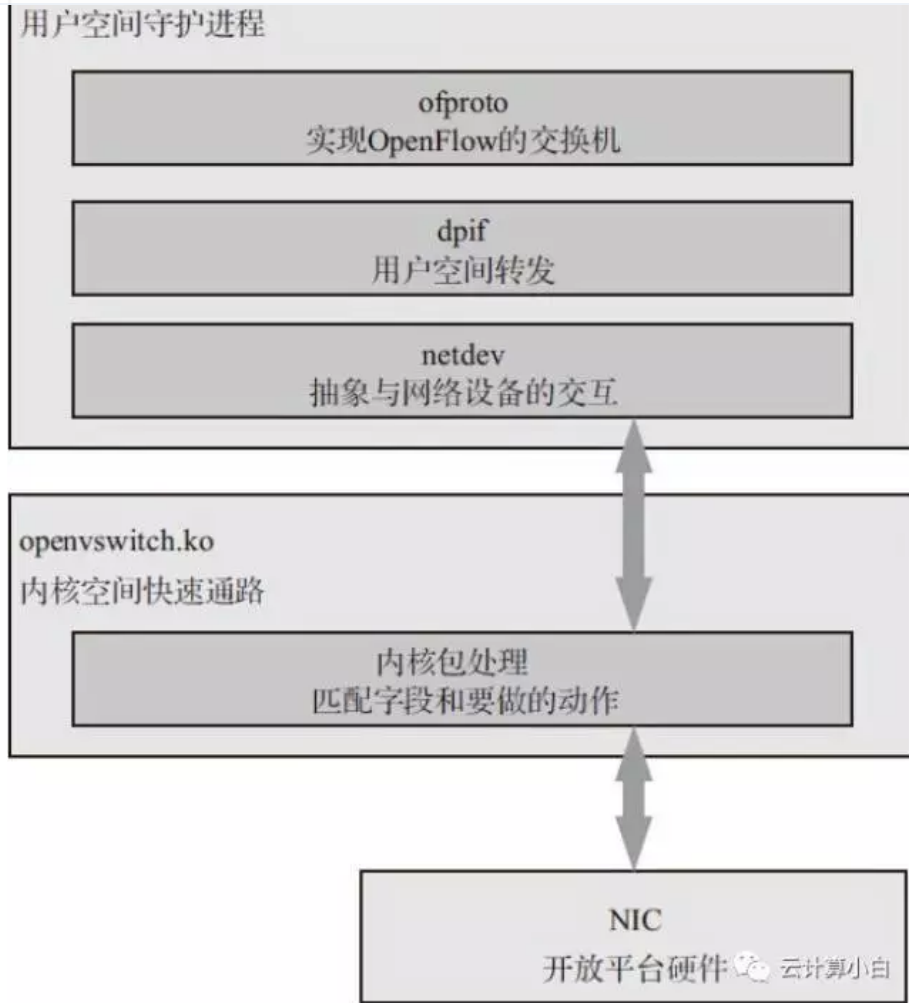 用户空间守护进程
ofproto
实现OpenFlow的交换机
dpif
用户空间转发
netdev
抽象与网络设备的交互
openvswitch.ko
内核空间快速通路
内核包处理
匹配字段和要做的动作
NIC
开放平台硬件
云计算小白